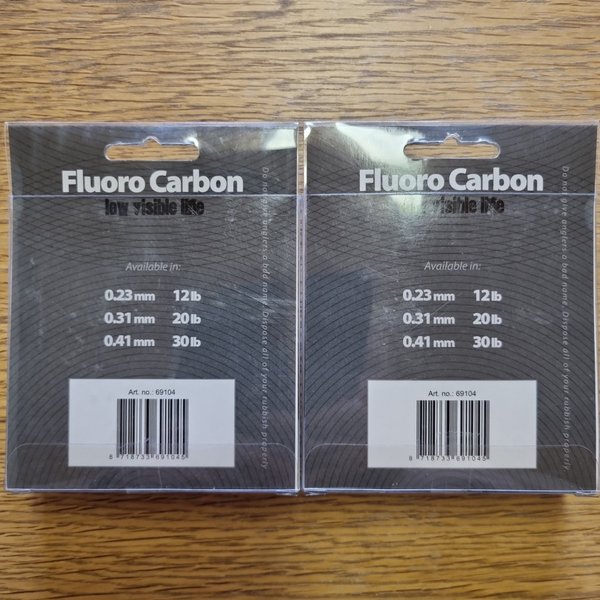 Fluoro Carbon
low visible life
Available in:
0.23 mm 12 lb
0.31 mm 20 lb
0.41 mm 30 lb
Art. no.: 69104
8 718733 691045
Do not give anglers a bad name. Dispose all of your rubbish properly.
Fluoro Carbon
visible life
Available in:
0.23 mm 12 lb
0.31 mm 20 lb
0.41 mm 30 lb
Art. no.: 69104
8 718733 691045
Do not give anglers a bad name. Dispose all of your rubbish properly.